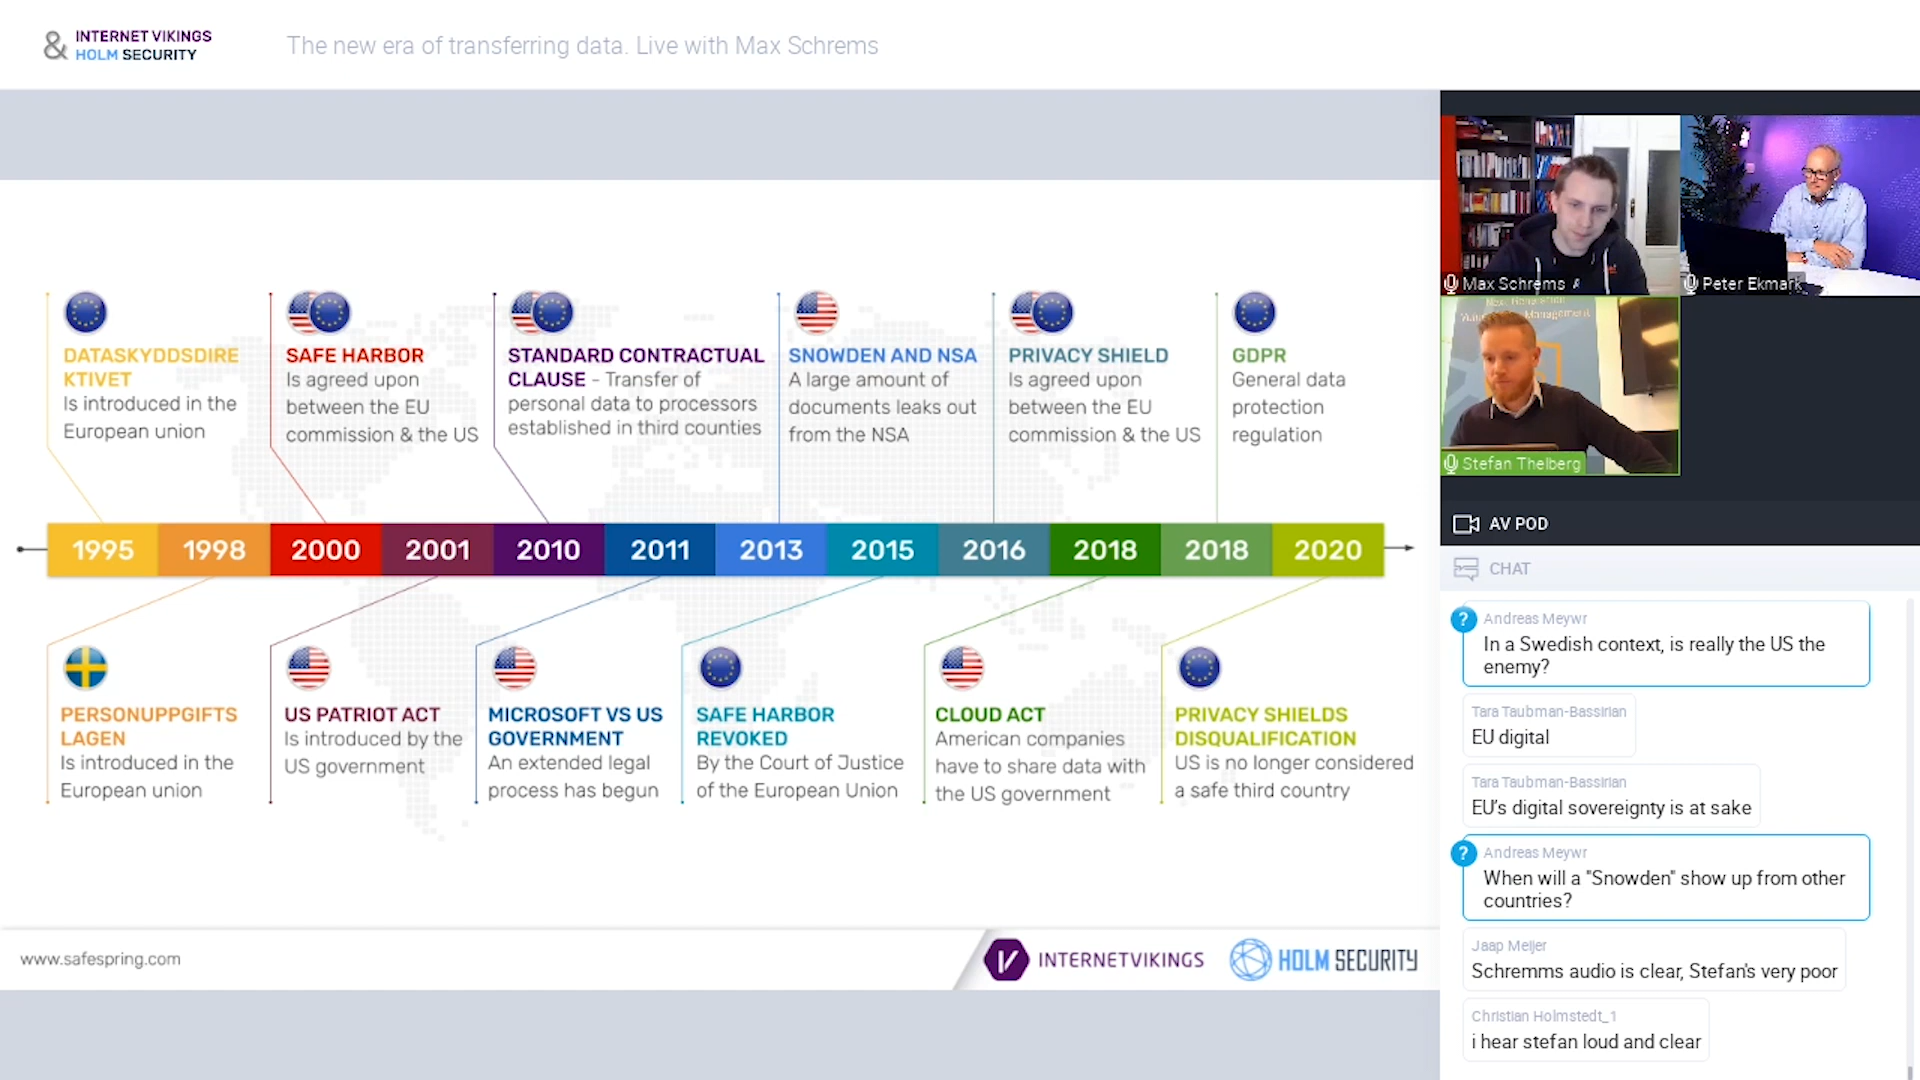 & INTERNET VIKINGS
HOLM SECURITY
The new era of transferring data. Live with Max Schrems
DATASKYDDSDIRE
KTIVET
Is introduced in the
European union
SAFE HARBOR
Is agreed upon
between the EU
commission & the US
STANDARD CONTRACTUAL
CLAUSE - Transfer of
personal data to processors
established in third counties
SNOWDEN AND NSA
A large amount of
documents leaks out
from the NSA
PRIVACY SHIELD
Is agreed upon
between the EU
commission & the US
GDPR
General data
protection
regulation
1995 1998 2000 2001 2010 2011 2013 2015 2016 2018 2018 2020
PERSONUPPGIFTS
LAGEN
Is introduced in the
European union
US PATRIOT ACT
Is introduced by the
US government
MICROSOFT VS US
GOVERNMENT
An extended legal
process has begun
SAFE HARBOR
REVOKED
By the Court of Justice
of the European Union
CLOUD ACT
American companies
have to share data with
the US government
PRIVACY SHIELDS
DISQUALIFICATION
US is no longer considered
a safe third country
www.safespring.com
INTERNETVIKINGS
HOLM SECURITY
Max Schrems
Peter Ekmark
Management
Stefan Thelberg
AV POD
CHAT
? Andreas Meywr
In a Swedish context, is really the US the
enemy?
Tara Taubman-Bassirian
EU digital
Tara Taubman-Bassirian
EU’s digital sovereignty is at sake
? Andreas Meywr
When will a "Snowden" show up from other
countries?
Jaap Meijer
Schremms audio is clear, Stefan's very poor
Christian Holmstedt_1
i hear stefan loud and clear